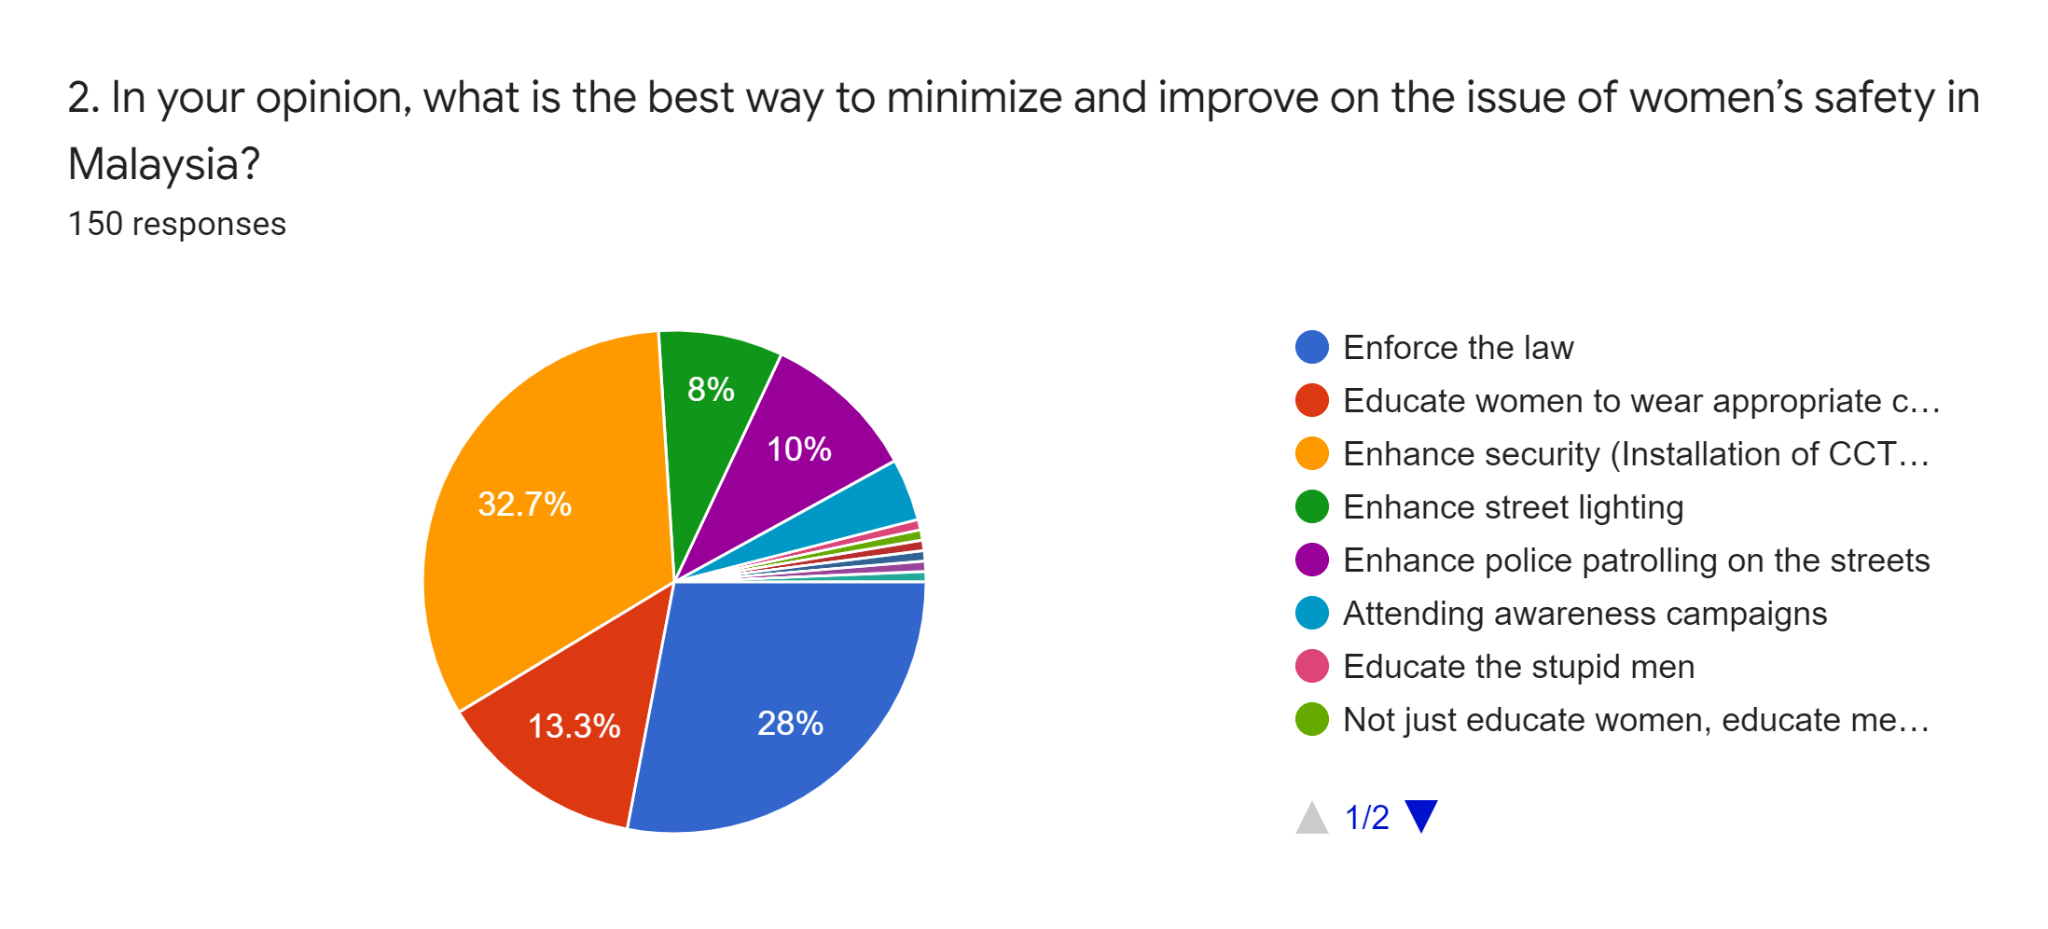 2. In your opinion, what is the best way to minimize and improve on the issue of women’s safety in
Malaysia?
150 responses
8%
10%
32.7%
13.3%
28%
Enforce the law
Educate women to wear appropriate c…
Enhance security (Installation of CCT…
Enhance street lighting
Enhance police patrolling on the streets
Attending awareness campaigns
Educate the stupid men
Not just educate women, educate me…
1/2